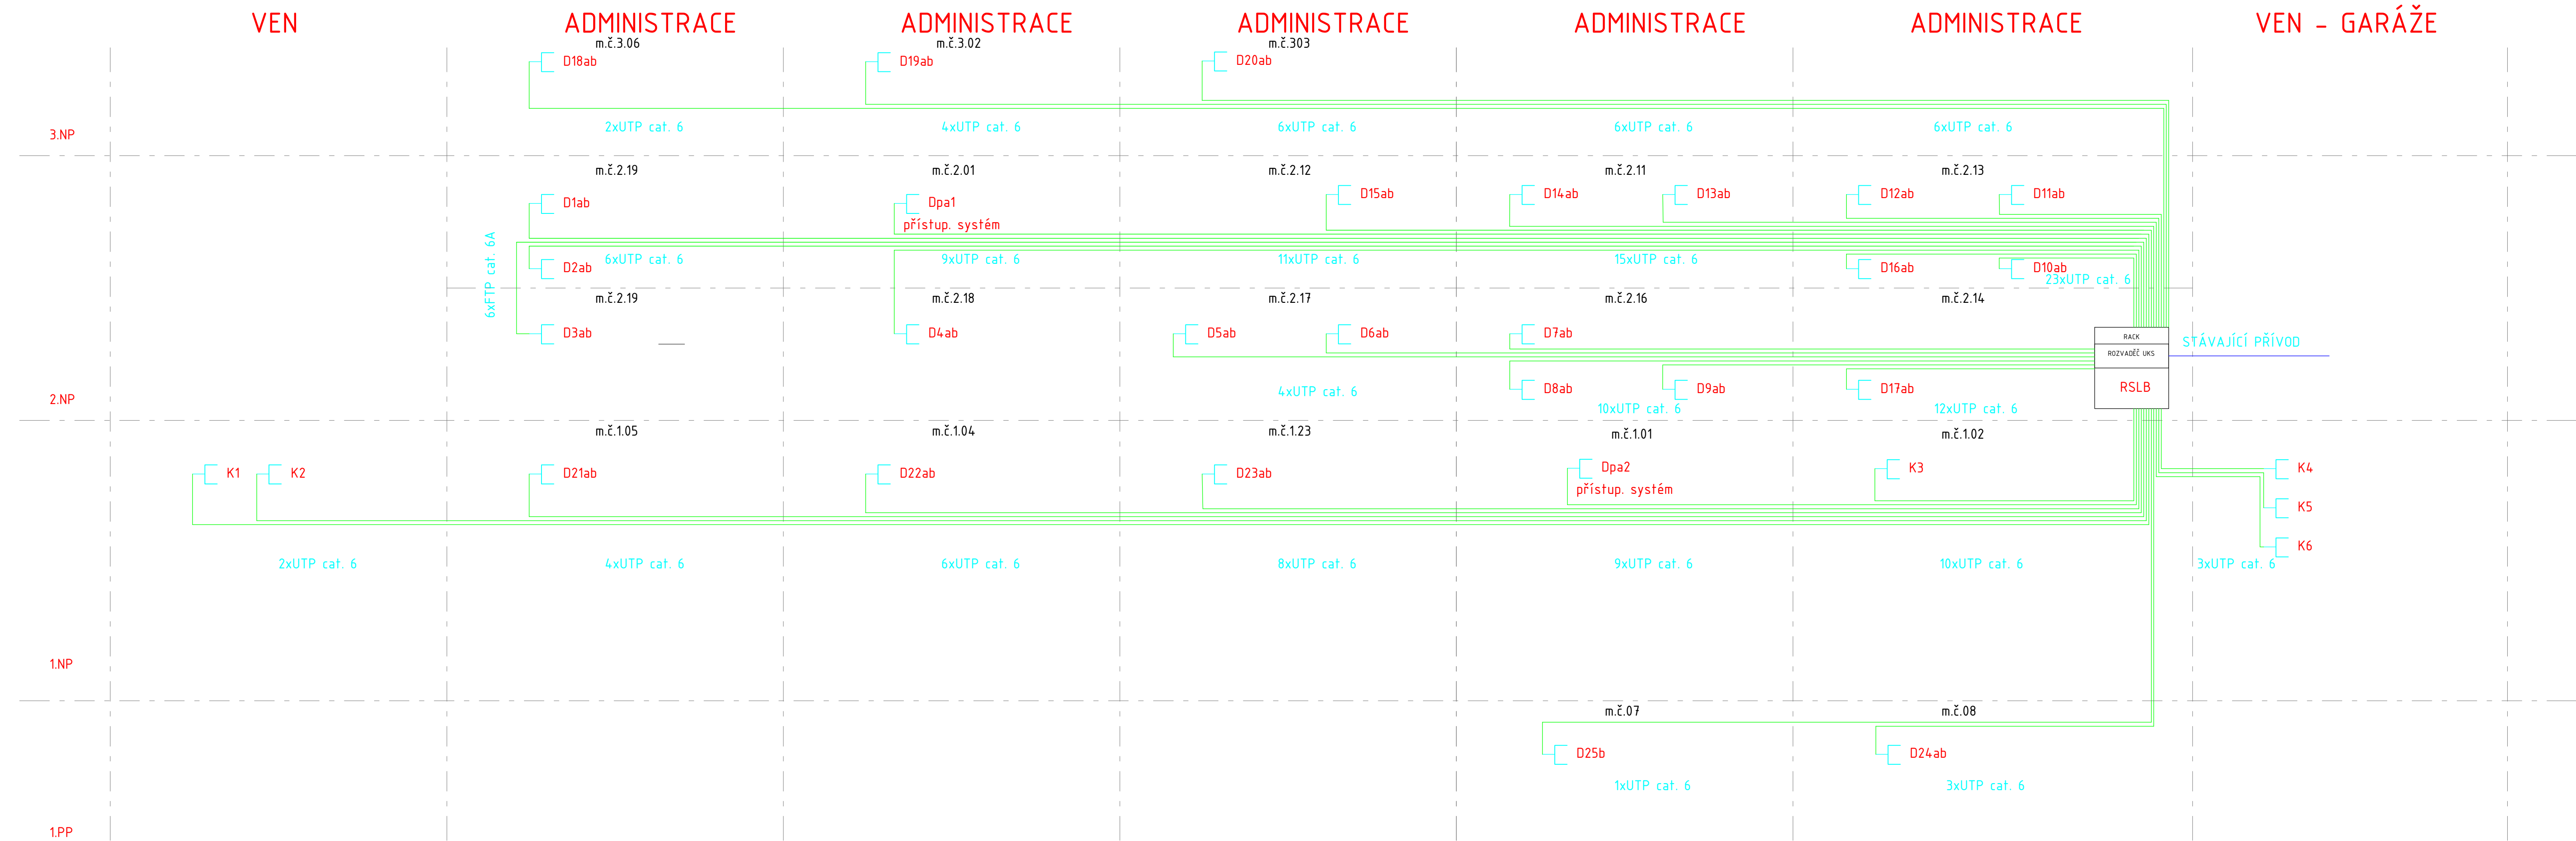 VEN
ADMINISTRACE
ADMINISTRACE
ADMINISTRACE
ADMINISTRACE
ADMINISTRACE
VEN - GARÁŽE
m.č.3.06
m.č.3.02
m.č.303
D18ab
D19ab
D20ab
3.NP
2xUTP cat. 6
4xUTP cat. 6
6xUTP cat. 6
6xUTP cat. 6
6xUTP cat. 6
m.č.2.19
m.č.2.01
m.č.2.12
m.č.2.11
m.č.2.13
D1ab
Dpa1
přístup. systém
D15ab
D14ab
D13ab
D12ab
D11ab
6xFTP cat. 6A
D2ab
6xUTP cat. 6
9xUTP cat. 6
11xUTP cat. 6
15xUTP cat. 6
D16ab
D10ab
23xUTP cat. 6
m.č.2.19
m.č.2.18
m.č.2.17
m.č.2.16
m.č.2.14
D3ab
D4ab
D5ab
D6ab
D7ab
RACK
ROZVADĚČ UKS
RSLB
STÁVAJÍCÍ PŘÍVOD
D8ab
D9ab
D17ab
2.NP
4xUTP cat. 6
10xUTP cat. 6
12xUTP cat. 6
m.č.1.05
m.č.1.04
m.č.1.23
m.č.1.01
m.č.1.02
K1
K2
D21ab
D22ab
D23ab
Dpa2
přístup. systém
K3
K4
K5
K6
2xUTP cat. 6
4xUTP cat. 6
6xUTP cat. 6
8xUTP cat. 6
9xUTP cat. 6
10xUTP cat. 6
3xUTP cat. 6
1.NP
m.č.07
m.č.08
D25b
D24ab
1xUTP cat. 6
3xUTP cat. 6
1.PP